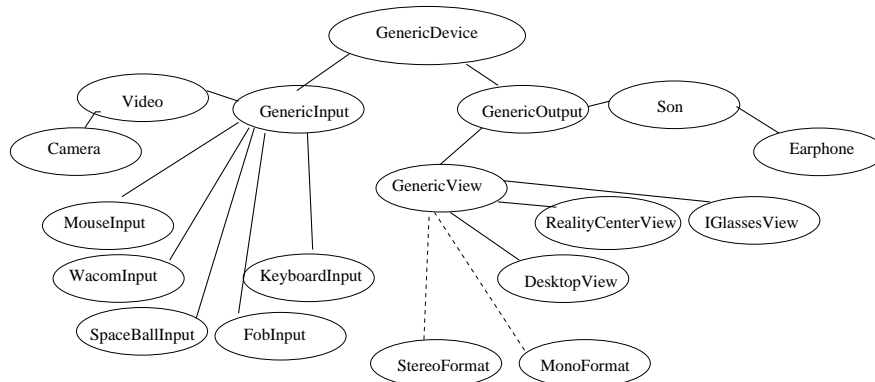 GenericDevice
Video
GenericInput
GenericOutput
Son
Camera
Earphone
GenericView
MouseInput
RealityCenterView
IGlassesView
WacomInput
KeyboardInput
DesktopView
SpaceBallInput
FobInput
StereoFormat
MonoFormat